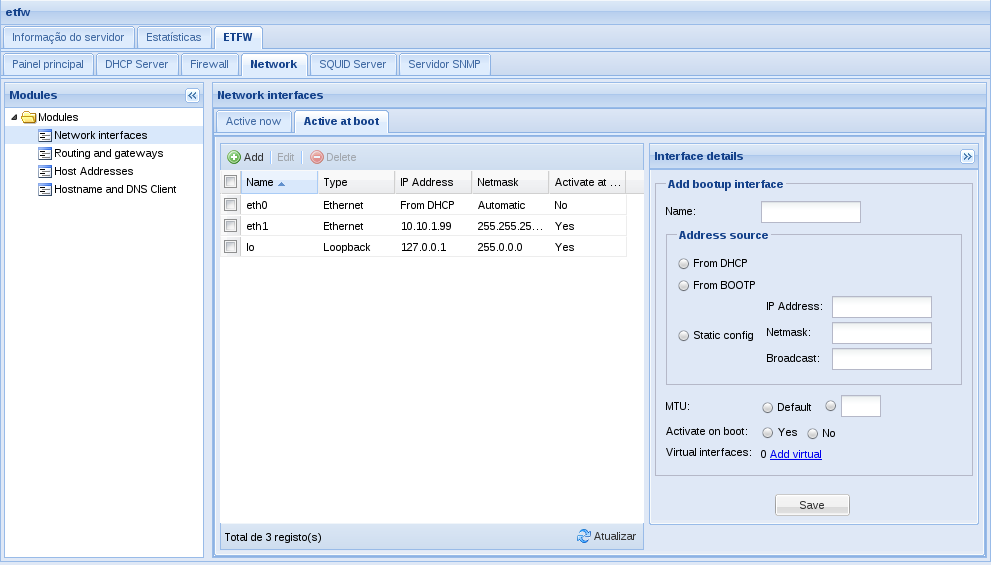 etfw
Informação do servidor Estatísticas ETFW
Painel principal DHCP Server Firewall Network SQUID Server Servidor SNMP
Modules
Modules
Network interfaces
Routing and gateways
Host Addresses
Hostname and DNS Client
Network interfaces
Active now Active at boot
Add Edit Delete
Name Type IP Address Netmask Activate at ...
eth0 Ethernet From DHCP Automatic No
eth1 Ethernet 10.10.1.99 255.255.25... Yes
lo Loopback 127.0.0.1 255.0.0.0 Yes
Total de 3 registo(s) Atualizar
Interface details
Add bootup interface
Name:
Address source
From DHCP
From BOOTP
IP Address:
Static config Netmask:
Broadcast:
MTU: Default
Activate on boot: Yes No
Virtual interfaces: 0 Add virtual
Save